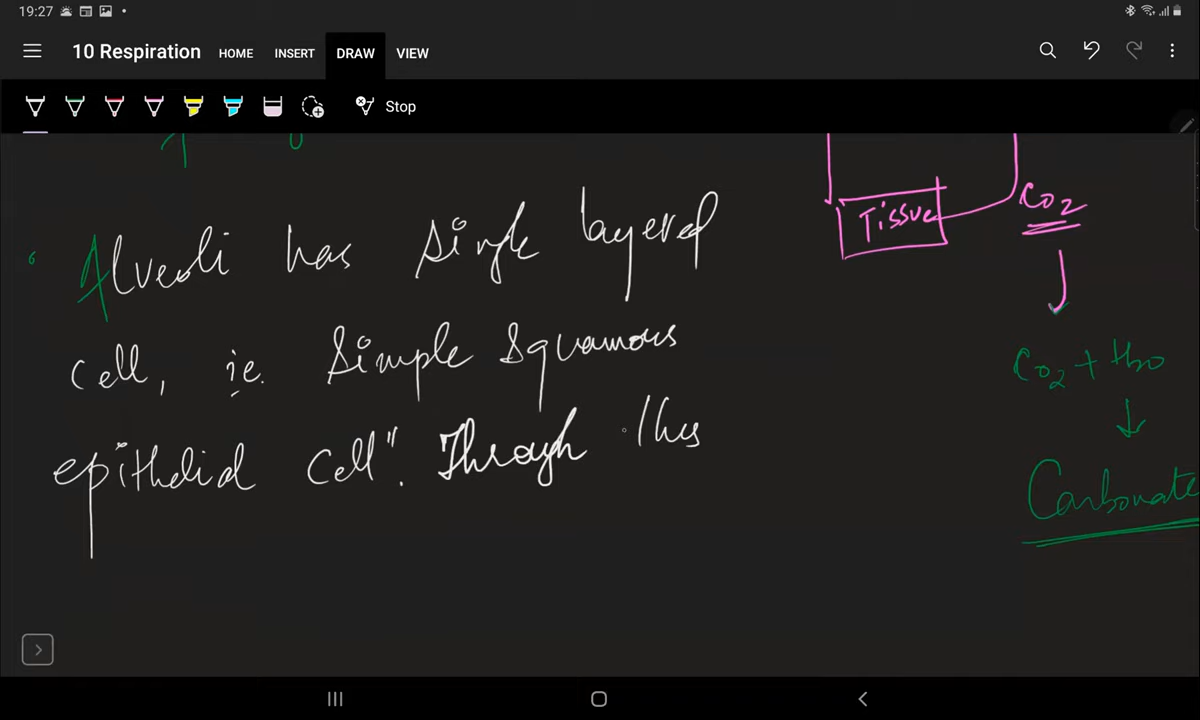 19:27
10 Respiration HOME INSERT DRAW VIEW
Stop
Alveoli has single layered
cell, i.e. Simple Squamous
epithelial cell". Through this
Tissue
CO2
CO2 + H2O
Carbonate